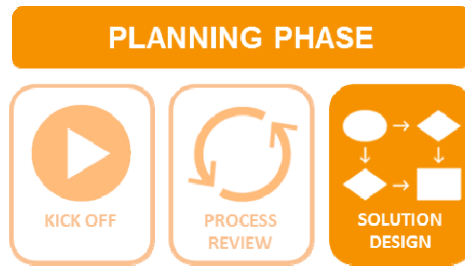 PLANNING PHASE
KICK OFF
PROCESS
REVIEW
SOLUTION
DESIGN